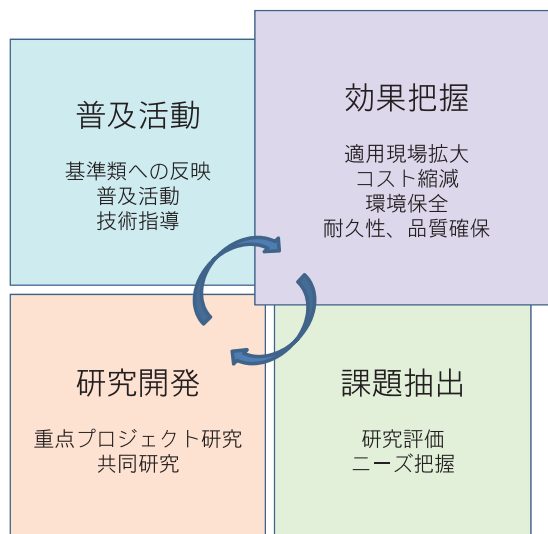 普及活動
基準類への反映
普及活動
技術指導
効果把握
適用現場拡大
コスト縮減
環境保全
耐久性、品質確保
研究開発
重点プロジェクト研究
共同研究
課題抽出
研究評価
ニーズ把握